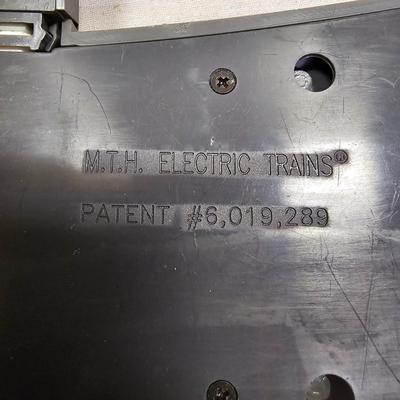 M.T.H. ELECTRIC TRAINS®
PATENT #6,019,289